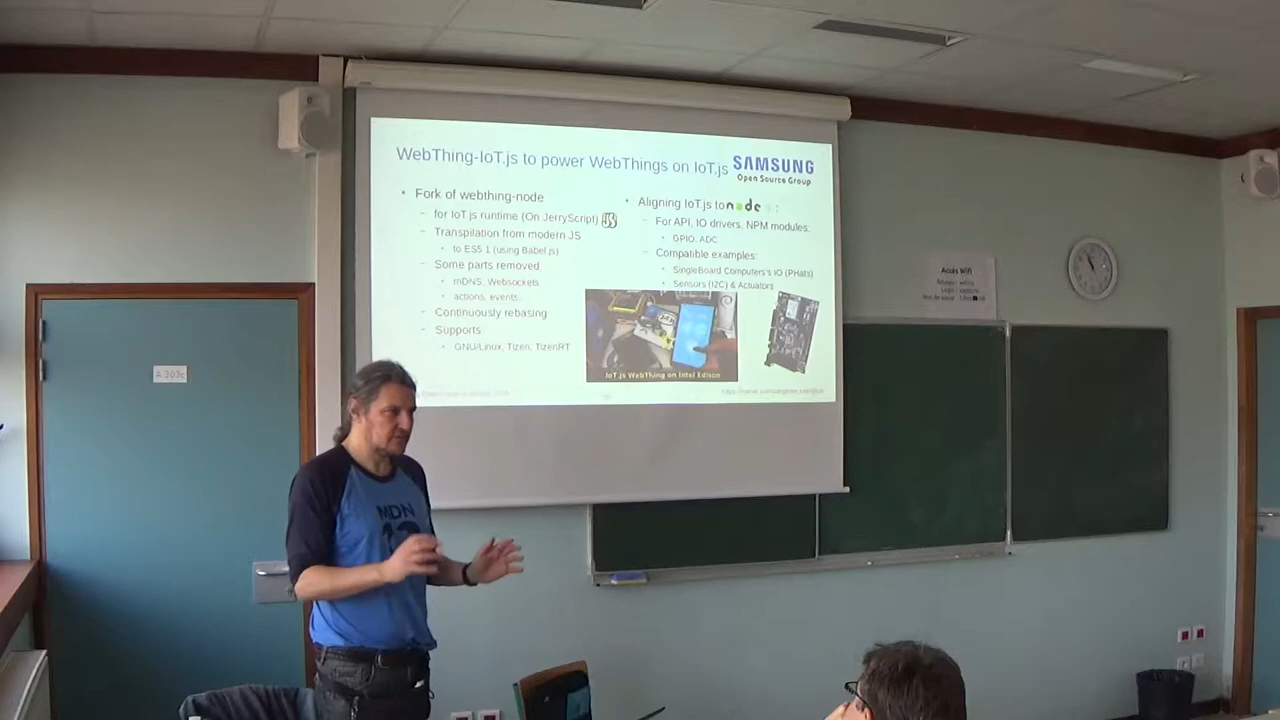 WebThing-IoT.js to power WebThings on IoT.js
SAMSUNG
Open Source Group
• Fork of webthing-node
– for IoT.js runtime (On JerryScript) JS
– Transpilation from modern JS
• to ES5.1 (using Babel.js)
– Some parts removed
• mDNS, Websockets
• actions, events.
– Continuously rebasing
– Supports
• GNU/Linux, Tizen, TizenRT
• Aligning IoT.js to node :
– For API, IO drivers, NPM modules:
• GPIO, ADC
– Compatible examples:
• SingleBoard Computers's IO (PHats)
• Sensors (I2C) & Actuators
IoT.js WebThing on Intel Edison
Accès Wifi
A 303c
MDN